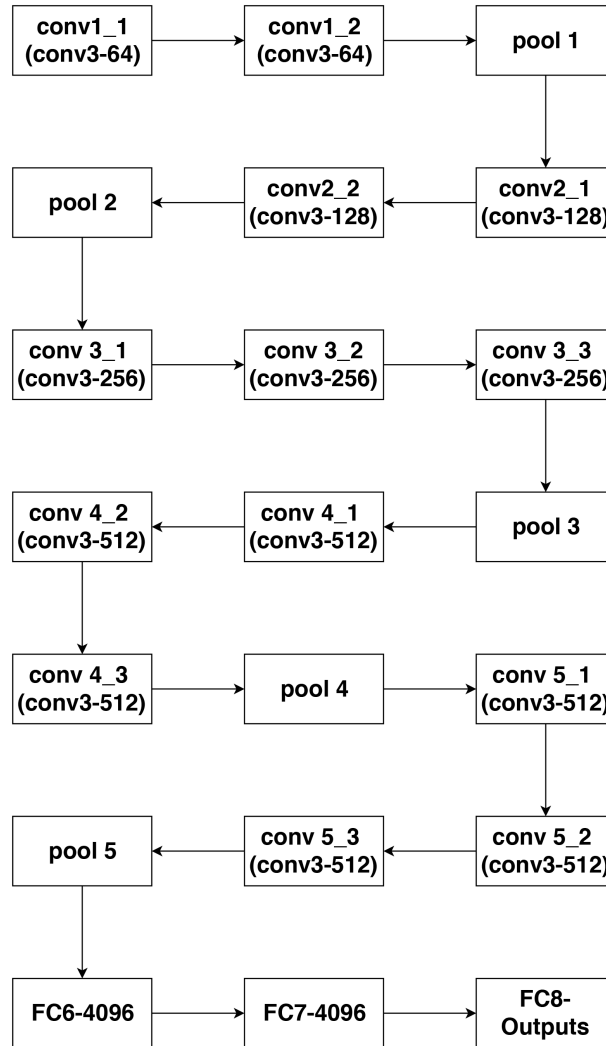 conv1_1
(conv3-64)
conv1_2
(conv3-64)
pool 1
pool 2
conv2_2
(conv3-128)
conv2_1
(conv3-128)
conv 3_1
(conv3-256)
conv 3_2
(conv3-256)
conv 3_3
(conv3-256)
conv 4_2
(conv3-512)
conv 4_1
(conv3-512)
pool 3
conv 4_3
(conv3-512)
pool 4
conv 5_1
(conv3-512)
pool 5
conv 5_3
(conv3-512)
conv 5_2
(conv3-512)
FC6-4096
FC7-4096
FC8-
Outputs